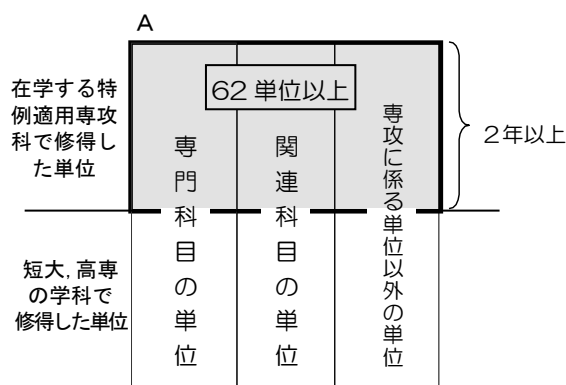 A
在学する特
例適用専攻
科で修得し
た単位
62単位以上
2年以上
専門科目の単位
関連科目の単位
専攻に係る単位以外の単位
短大,高専
の学科で
修得した単位